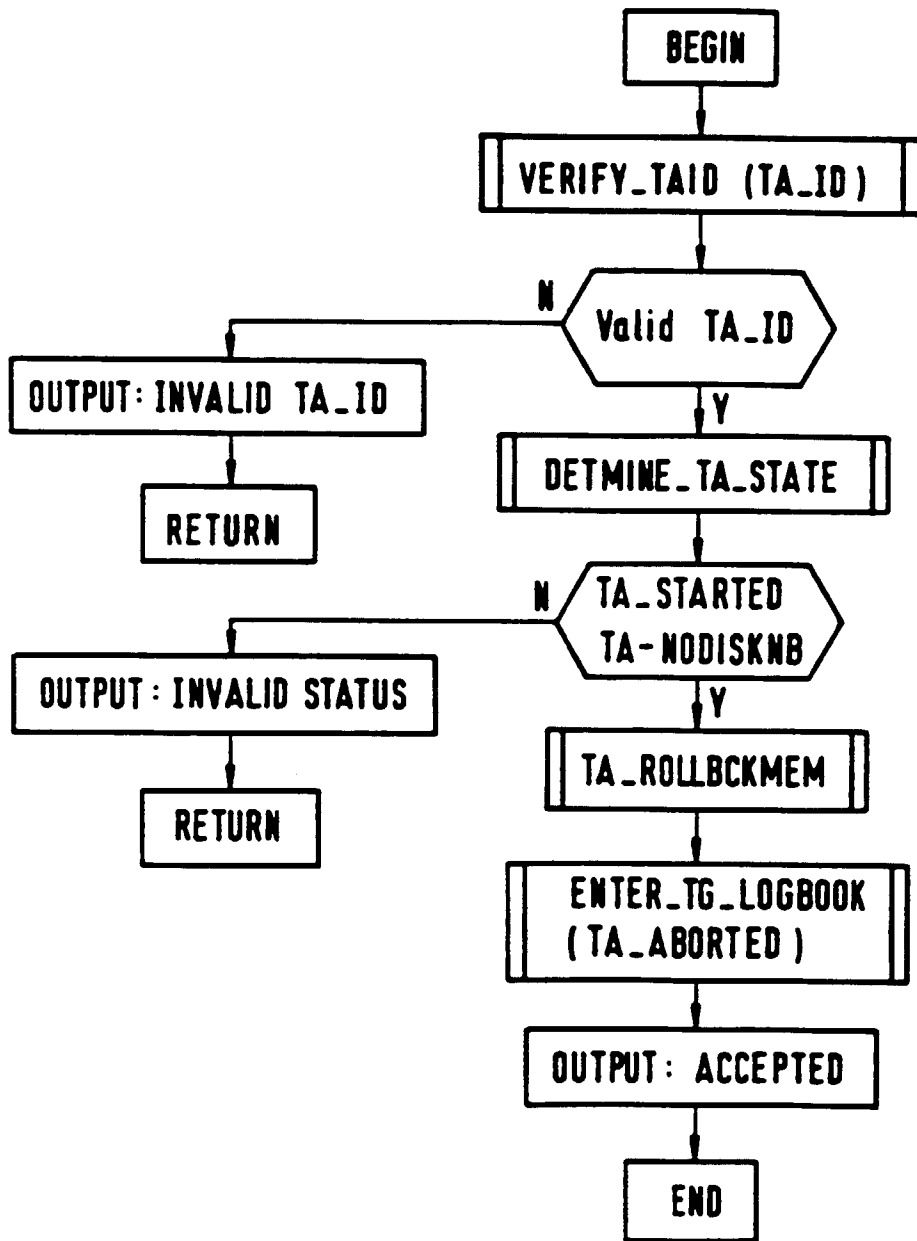 BEGIN
VERIFY_TAID (TA_ID)
N
Valid TA_ID
OUTPUT: INVALID TA_ID
Y
RETURN
DETMINE_TA_STATE
N
TA_STARTED
TA-NODISKNB
OUTPUT: INVALID STATUS
Y
RETURN
TA_ROLLBCKMEM
ENTER_TG_LOGBOOK
(TA_ABORTED)
OUTPUT: ACCEPTED
END